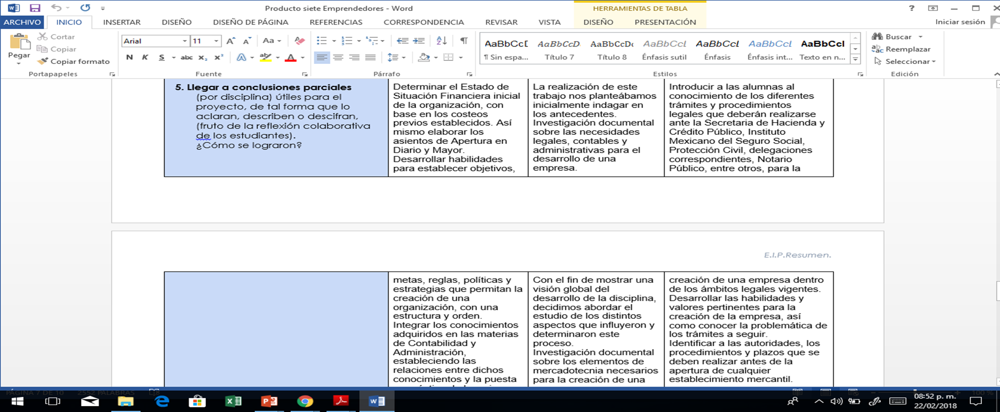 Producto siete Emprendedores - Word
HERRAMIENTAS DE TABLA
ARCHIVO INICIO INSERTAR DISEÑO DISEÑO DE PÁGINA REFERENCIAS CORRESPONDENCIA REVISAR VISTA DISEÑO PRESENTACIÓN Iniciar sesión
Pegar
Cortar
Copiar
Copiar formato
Portapapeles
Arial 11
N K S abc x₂ x²
Fuente
Párrafo
AaBbCcD AaBbCcD AaBbCcDc AaBbCcL AaBbCcL AaBbCcL AaBbCcl
¶ Sin espa... Título 7 Título 8 Énfasis sutil Énfasis Énfasis int... Texto en n...
Estilos
Buscar
Reemplazar
Seleccionar
Edición
5. Llegar a conclusiones parciales
(por disciplina) útiles para el
proyecto, de tal forma que lo
aclaran, describen o descifran,
(fruto de la reflexión colaborativa
de los estudiantes).
¿Cómo se lograron?
Determinar el Estado de
Situación Financiera inicial
de la organización, con
base en los costeos
previos establecidos. Así
mismo elaborar los
asientos de Apertura en
Diario y Mayor.
Desarrollar habilidades
para establecer objetivos,
La realización de este
trabajo nos planteábamos
inicialmente indagar en
los antecedentes.
Investigación documental
sobre las necesidades
legales, contables y
administrativas para el
desarrollo de una
empresa.
Introducir a las alumnas al
conocimiento de los diferentes
trámites y procedimientos
legales que deberán realizarse
ante la Secretaria de Hacienda y
Crédito Público, Instituto
Mexicano del Seguro Social,
Protección Civil, delegaciones
correspondientes, Notario
Público, entre otros, para la
E.I.P.Resumen.
metas, reglas, políticas y
estrategias que permitan la
creación de una
organización, con una
estructura y orden.
Integrar los conocimientos
adquiridos en las materias
de Contabilidad y
Administración,
estableciendo las
relaciones entre dichos
conocimientos y la puesta
Con el fin de mostrar una
visión global del
desarrollo de la disciplina,
decidimos abordar el
estudio de los distintos
aspectos que influyeron y
determinaron este
proceso.
Investigación documental
sobre los elementos de
mercadotecnia necesarios
para la creación de una
creación de una empresa dentro
de los ámbitos legales vigentes.
Desarrollar las habilidades y
valores pertinentes para la
creación de la empresa, así
como conocer la problemática de
los trámites a seguir.
Identificar a las autoridades, los
procedimientos y plazos que se
deben realizar antes de la
apertura de cualquier
establecimiento mercantil.
PÁGINA 7 DE 10 2552 PALABRAS
100 %
08:52 p. m.
22/02/2018